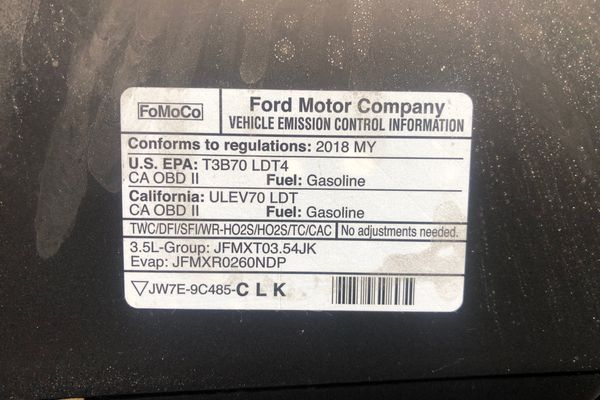 FoMoCo
Ford Motor Company
VEHICLE EMISSION CONTROL INFORMATION
Conforms to regulations: 2018 MY
U.S. EPA: T3B70 LDT4
CA OBD II Fuel: Gasoline
California: ULEV70 LDT
CA OBD II Fuel: Gasoline
TWC/DFI/SFI/WR-HO2S/HO2S/TC/CAC No adjustments needed.
3.5L-Group: JFMXT03.54JK
Evap: JFMXR0260NDP
▽JW7E-9C485-C L K